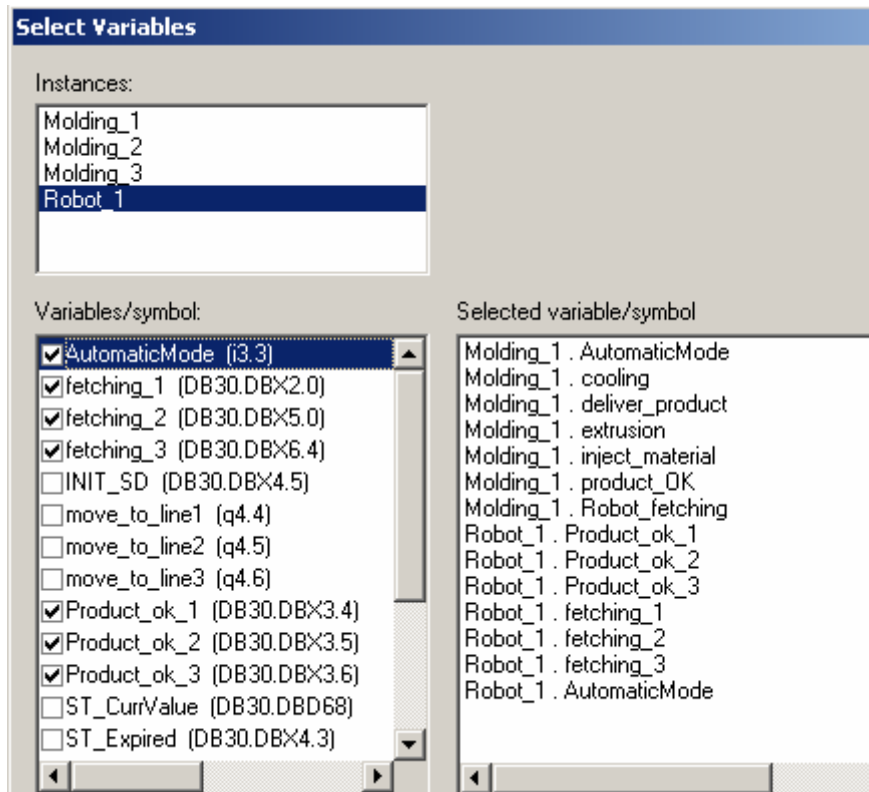 Select Variables
Instances:
Molding_1
Molding_2
Molding_3
Robot_1
Variables/symbol:
AutomaticMode (i3.3)
fetching_1 (DB30.DBX2.0)
fetching_2 (DB30.DBX5.0)
fetching_3 (DB30.DBX6.4)
INIT_SD (DB30.DBX4.5)
move_to_line1 (q4.4)
move_to_line2 (q4.5)
move_to_line3 (q4.6)
Product_ok_1 (DB30.DBX3.4)
Product_ok_2 (DB30.DBX3.5)
Product_ok_3 (DB30.DBX3.6)
ST_CurrValue (DB30.DBD68)
ST_Expired (DB30.DBX4.3)
Selected variable/symbol
Molding_1 . AutomaticMode
Molding_1 . cooling
Molding_1 . deliver_product
Molding_1 . extrusion
Molding_1 . inject_material
Molding_1 . product_OK
Molding_1 . Robot_fetching
Robot_1 . Product_ok_1
Robot_1 . Product_ok_2
Robot_1 . Product_ok_3
Robot_1 . fetching_1
Robot_1 . fetching_2
Robot_1 . fetching_3
Robot_1 . AutomaticMode